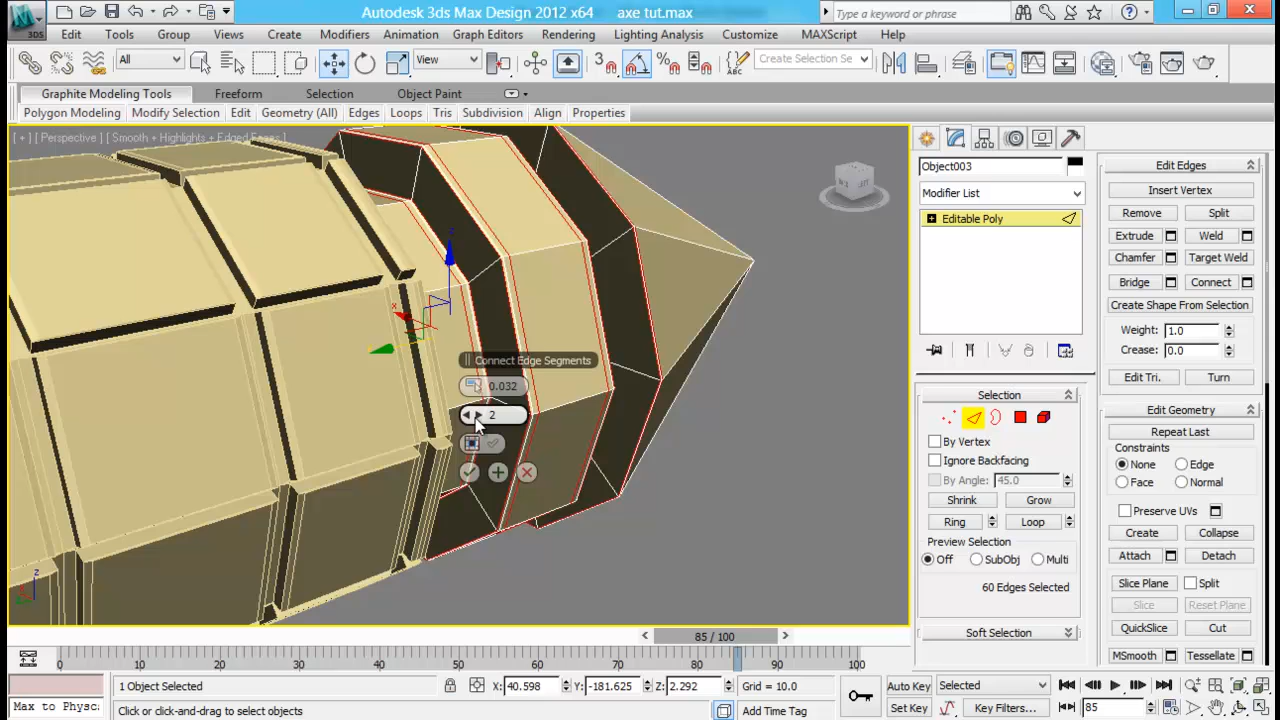 Autodesk 3ds Max Design 2012 x64 axe tut.max
Type a keyword or phrase
3DS
Edit Tools Group Views Create Modifiers Animation Graph Editors Rendering Lighting Analysis Customize MAXScript Help
All View 3 Create Selection Se
Graphite Modeling Tools Freeform Selection Object Paint
Polygon Modeling Modify Selection Edit Geometry (All) Edges Loops Tris Subdivision Align Properties
[ + ] [ Perspective ] [ Smooth + Highlights + Edged Faces ]
Connect Edge Segments
0.032
2
z
x
Object003
Modifier List
Editable Poly
Selection
By Vertex
Ignore Backfacing
By Angle: 45.0
Shrink Grow
Ring Loop
Preview Selection
Off SubObj Multi
60 Edges Selected
Soft Selection
Edit Edges
Insert Vertex
Remove Split
Extrude Weld
Chamfer Target Weld
Bridge Connect
Create Shape From Selection
Weight: 1.0
Crease: 0.0
Edit Tri. Turn
Edit Geometry
Repeat Last
Constraints
None Edge
Face Normal
Preserve UVs
Create Collapse
Attach Detach
Slice Plane Split
Slice Reset Plane
QuickSlice Cut
MSmooth Tessellate
< 85 / 100 >
0 10 20 30 40 50 60 70 80 90 100
1 Object Selected X: 40.598 Y: -181.625 Z: 2.292 Grid = 10.0 Auto Key Selected
Max to Physc Click or click-and-drag to select objects Add Time Tag Set Key Key Filters... 85